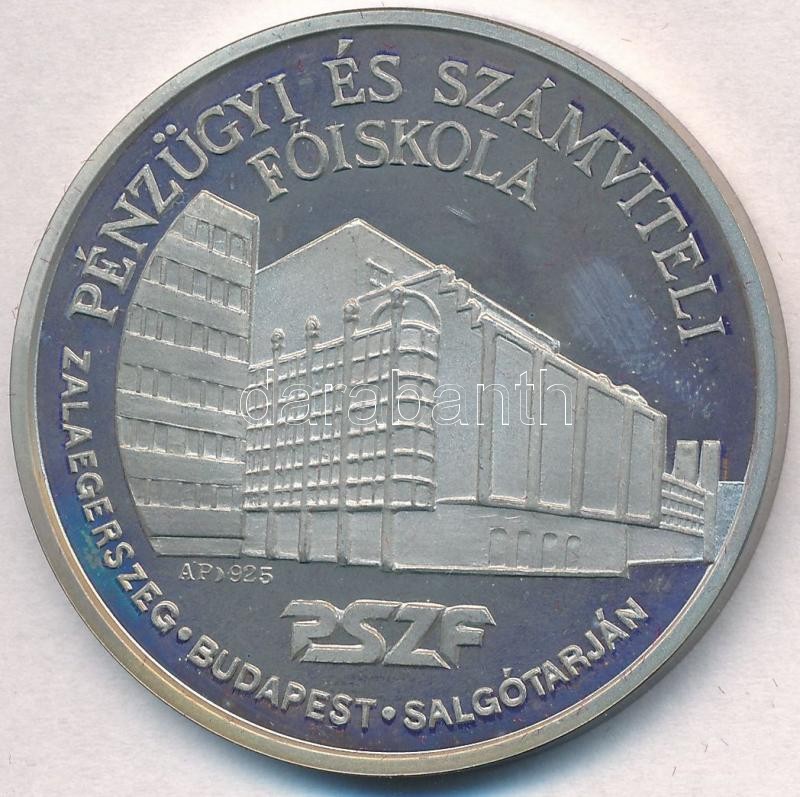 PÉNZÜGYI ÉS SZÁMVITELI
FŐISKOLA
darabanth
AP 925
PSZF
ZALAEGERSZEG • BUDAPEST • SALGÓTARJÁN